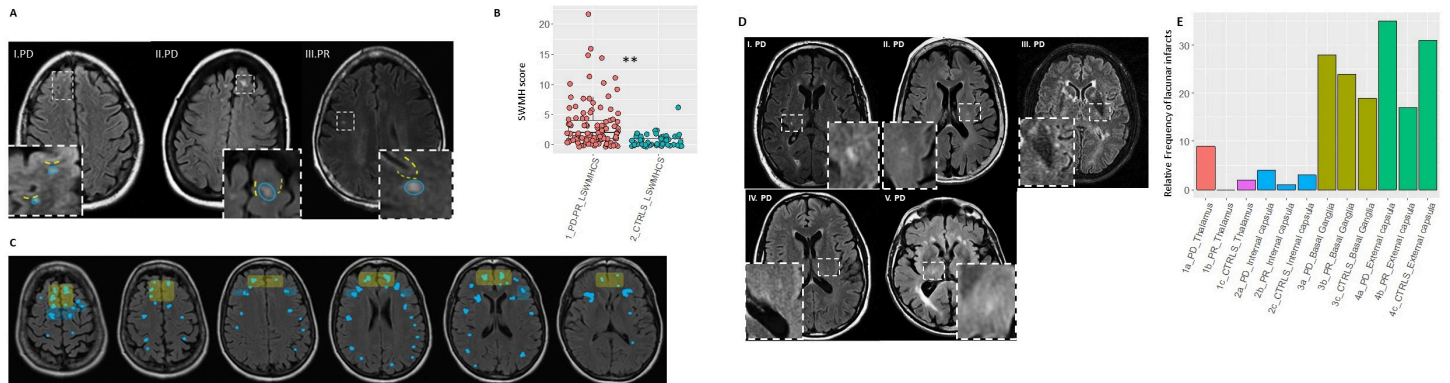 A
I.PD
II.PD
III.PR
B
SWMH score
20
15
10
5
0
**
1_PD-PR_LSWMHCS
2_CTRLS_LSWMHCS
C
D
I. PD
II. PD
III. PD
IV. PD
V. PD
E
Relative Frequency of lacunar infarcts
30
20
10
0
1a_PD_Thalamus
1b_PR_Thalamus
1c_CTRLS_Thalamus
2a_PD_Internal capsula
2b_PR_Internal capsula
2c_CTRLS_Internal capsula
3a_PD_Basal Ganglia
3b_PR_Basal Ganglia
3c_CTRLS_Basal Ganglia
4a_PD_External capsula
4b_PR_External capsula
4c_CTRLS_External capsula